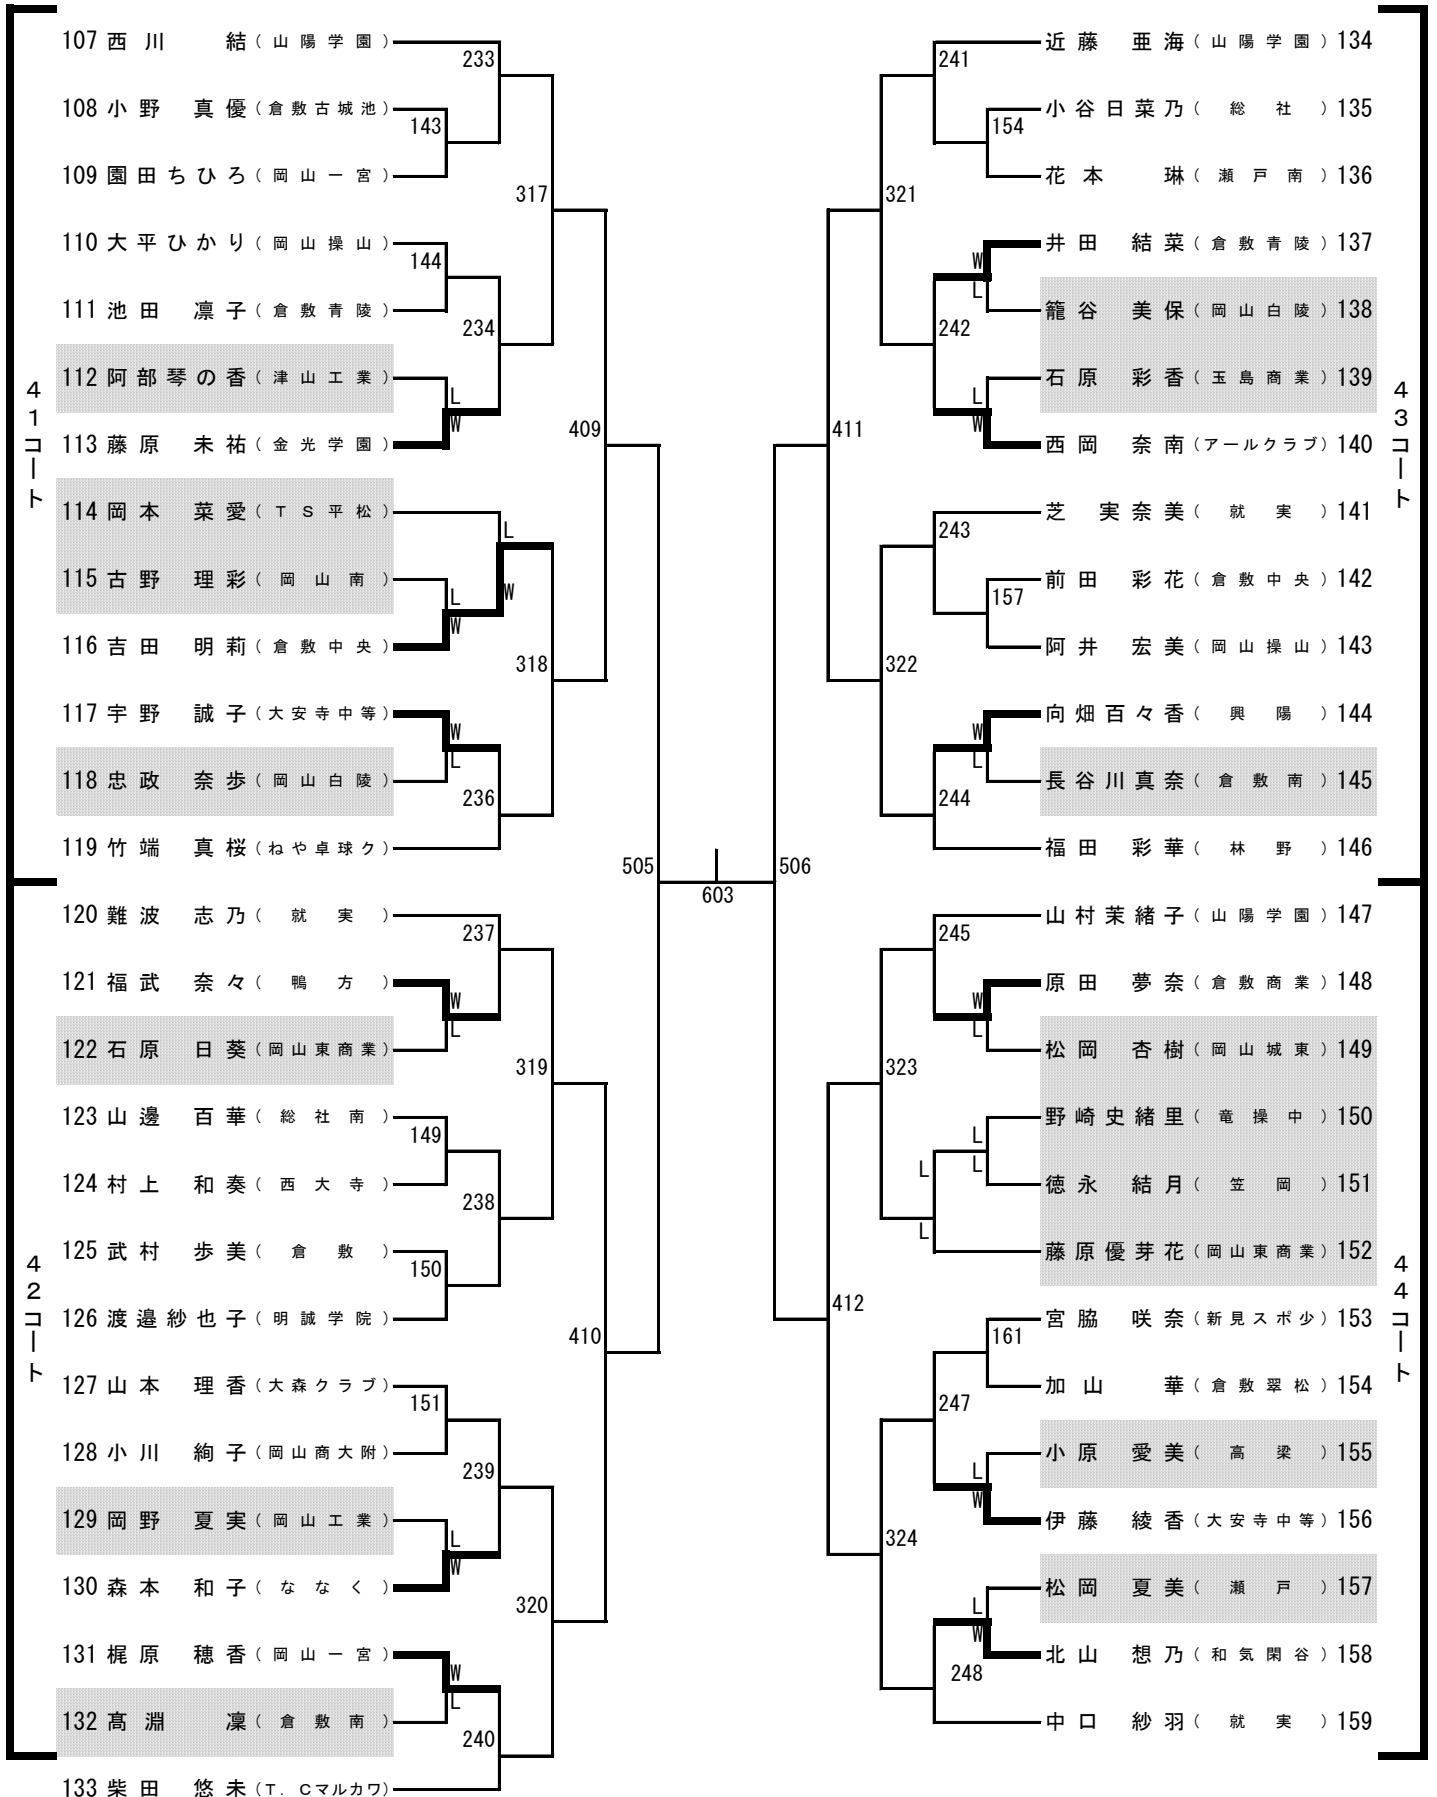 107 西川 結 (山陽学園)
108 小野 真優 (倉敷古城池)
109 園田ちひろ (岡山一宮)
110 大平ひかり (岡山操山)
111 池田 凛子 (倉敷青陵)
112 阿部琴の香 (津山工業)
113 藤原 未祐 (金光学園)
114 岡本 菜愛 (TS平松)
115 古野 理彩 (岡山南)
116 吉田 明莉 (倉敷中央)
117 宇野 誠子 (大安寺中等)
118 忠政 奈歩 (岡山白陵)
119 竹端 真桜 (ねや卓球ク)
233
143
317
144
234
L
W
409
L
W
L
W
318
W
L
236
41コート
120 難波 志乃 (就実)
121 福武 奈々 (鴨方)
122 石原 日葵 (岡山東商業)
123 山邊 百華 (総社南)
124 村上 和奏 (西大寺)
125 武村 歩美 (倉敷)
126 渡邉紗也子 (明誠学院)
127 山本 理香 (大森クラブ)
128 小川 絢子 (岡山商大附)
129 岡野 夏実 (岡山工業)
130 森本 和子 (ななく)
131 梶原 穂香 (岡山一宮)
132 髙淵 凜 (倉敷南)
133 柴田 悠未 (T.Cマルカワ)
237
W
L
319
149
238
150
410
151
239
L
W
320
W
L
240
42コート
505
603
506
近藤 亜海 (山陽学園) 134
小谷日菜乃 (総社) 135
花本 琳 (瀬戸南) 136
井田 結菜 (倉敷青陵) 137
籠谷 美保 (岡山白陵) 138
石原 彩香 (玉島商業) 139
西岡 奈南 (アールクラブ) 140
芝 実奈美 (就実) 141
前田 彩花 (倉敷中央) 142
阿井 宏美 (岡山操山) 143
向畑百々香 (興陽) 144
長谷川真奈 (倉敷南) 145
福田 彩華 (林野) 146
241
154
321
W
L
242
L
W
411
243
157
322
W
L
244
43コート
山村茉緒子 (山陽学園) 147
原田 夢奈 (倉敷商業) 148
松岡 杏樹 (岡山城東) 149
野崎史緒里 (竜操中) 150
徳永 結月 (笠岡) 151
藤原優芽花 (岡山東商業) 152
宮脇 咲奈 (新見スポ少) 153
加山 華 (倉敷翠松) 154
小原 愛美 (高梁) 155
伊藤 綾香 (大安寺中等) 156
松岡 夏美 (瀬戸) 157
北山 想乃 (和気閑谷) 158
中口 紗羽 (就実) 159
245
W
L
323
L
L
L
L
412
161
247
L
W
324
L
W
248
44コート